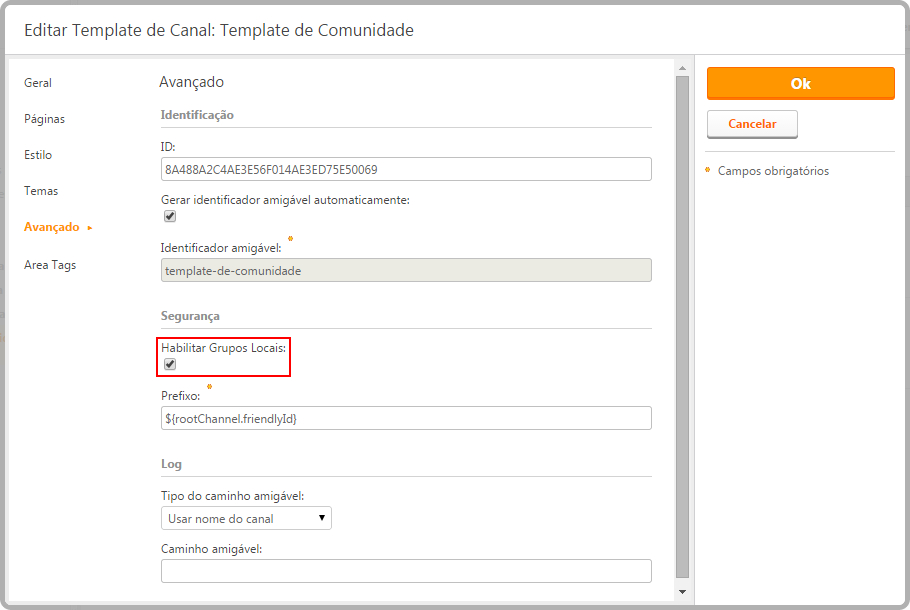 Editar Template de Canal: Template de Comunidade
Geral
Páginas
Estilo
Temas
Avançado
Area Tags
Avançado
Identificação
ID:
8A488A2C4AE3E56F014AE3ED75E50069
Gerar identificador amigável automaticamente:
Identificador amigável: *
template-de-comunidade
Segurança
Habilitar Grupos Locais:
Prefixo: *
${rootChannel.friendlyId}
Log
Tipo do caminho amigável:
Usar nome do canal
Caminho amigável:
Ok
Cancelar
* Campos obrigatórios